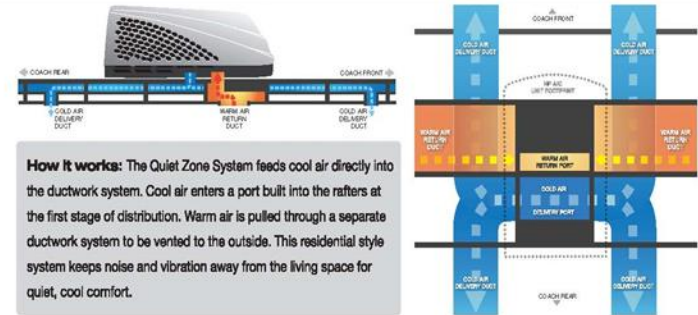 COACH REAR
COACH FRONT
COLD AIR
DELIVERY
DUCT
WARM AIR
RETURN
DUCT
COLD AIR
DELIVERY
DUCT
How it works: The Quiet Zone System feeds cool air directly into
the ductwork system. Cool air enters a port built into the rafters at
the first stage of distribution. Warm air is pulled through a separate
ductwork system to be vented to the outside. This residential style
system keeps noise and vibration away from the living space for
quiet, cool comfort.
COACH FRONT
COLD AIR
DELIVERY DUCT
COLD AIR
DELIVERY DUCT
HP A/C
UNIT FOOTPRINT
WARM AIR
RETURN
DUCT
WARM AIR
RETURN PORT
WARM AIR
RETURN
DUCT
COLD AIR
DELIVERY PORT
COLD AIR
DELIVERY DUCT
COLD AIR
DELIVERY DUCT
COACH REAR